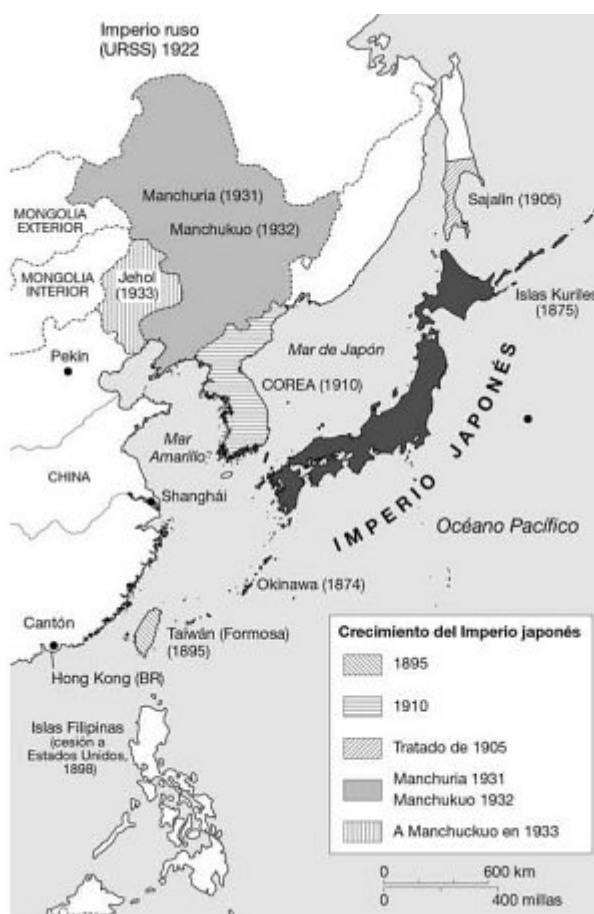 Imperio ruso
(URSS) 1922
Manchuria (1931)
Manchukuo (1932)
Sajalín (1905)
MONGOLIA
EXTERIOR
MONGOLIA
INTERIOR
Jehol
(1933)
Islas Kuriles
(1875)
Pekín
Mar de Japón
COREA (1910)
IMPERIO JAPONÉS
Mar
Amarillo
CHINA
Shanghái
Océano Pacífico
Okinawa (1874)
Cantón
Taiwán (Formosa)
(1895)
Hong Kong (BR)
Islas Filipinas
(cesión a
Estados Unidos,
1898)
Crecimiento del Imperio japonés
1895
1910
Tratado de 1905
Manchuria 1931
Manchukuo 1932
A Manchuckuo en 1933
0 600 km
0 400 millas